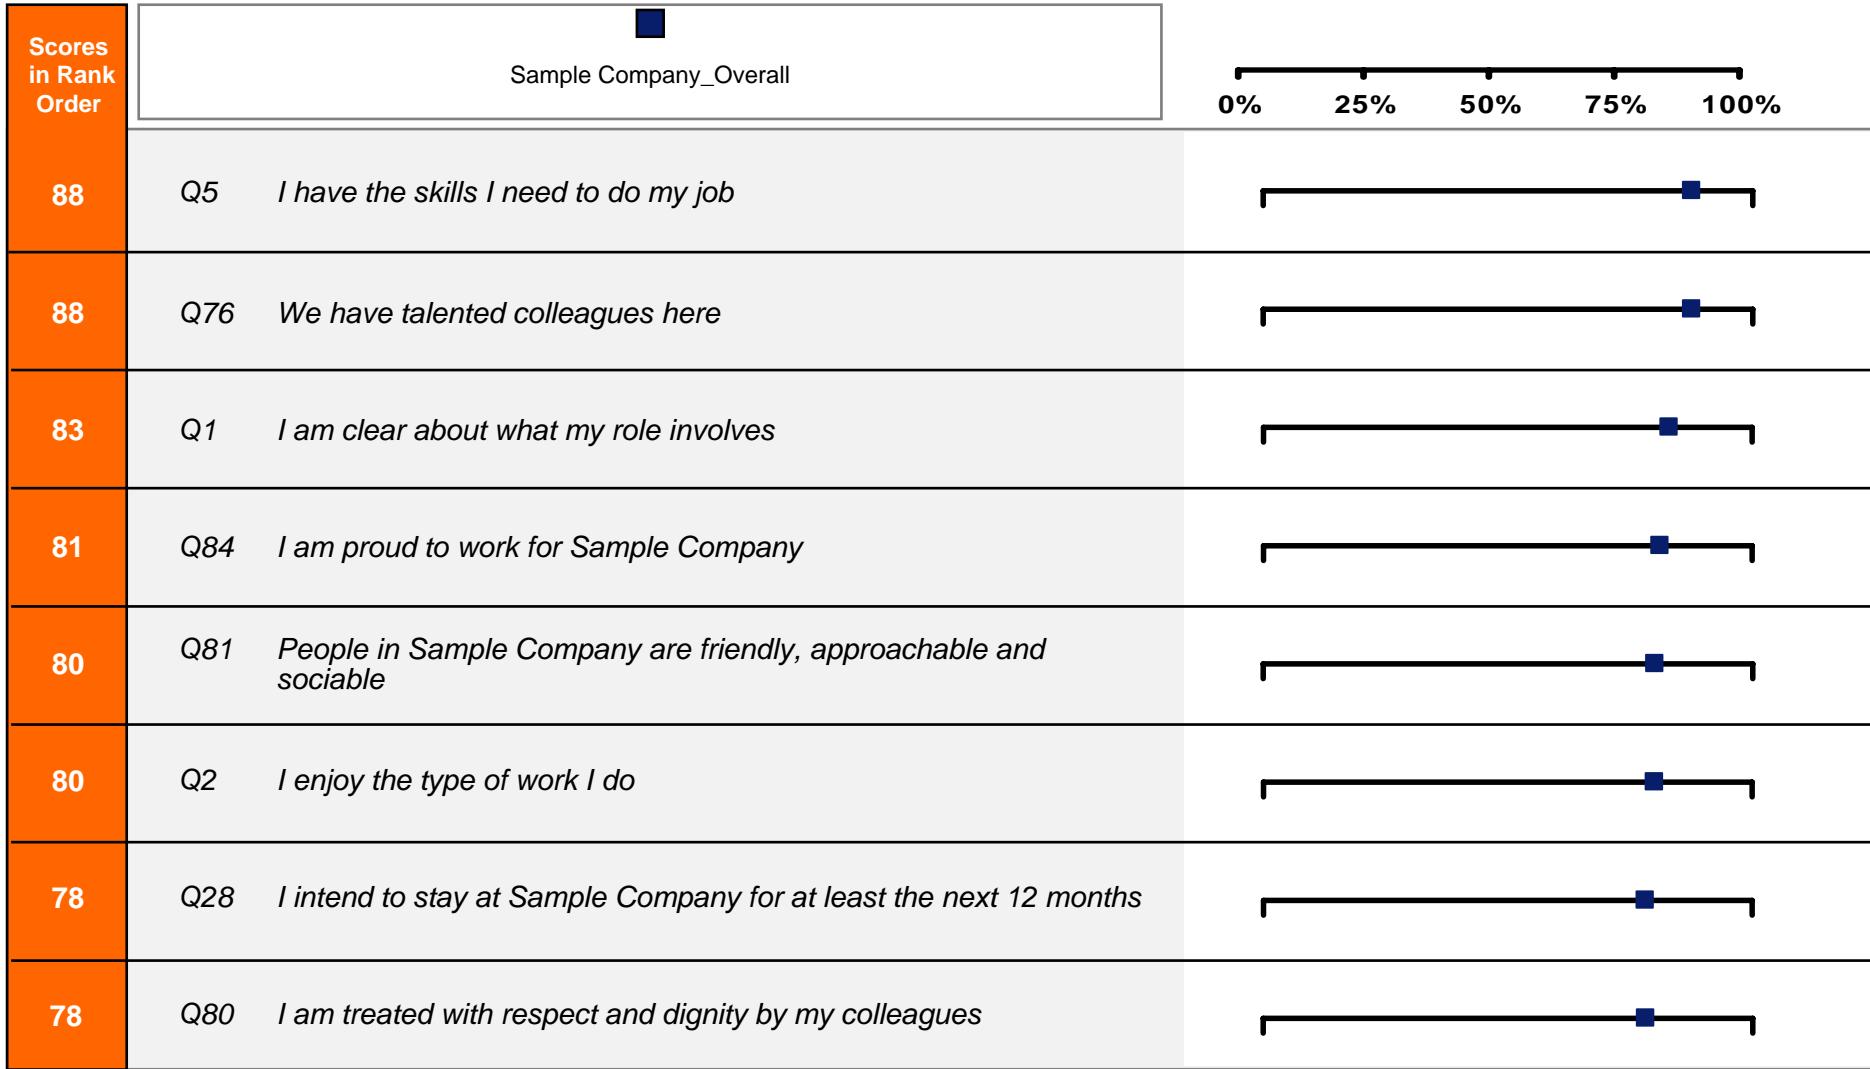 Scores
in Rank
Order
Sample Company_Overall
0% 25% 50% 75% 100%
88 Q5 I have the skills I need to do my job
88 Q76 We have talented colleagues here
83 Q1 I am clear about what my role involves
81 Q84 I am proud to work for Sample Company
80 Q81 People in Sample Company are friendly, approachable and
sociable
80 Q2 I enjoy the type of work I do
78 Q28 I intend to stay at Sample Company for at least the next 12 months
78 Q80 I am treated with respect and dignity by my colleagues